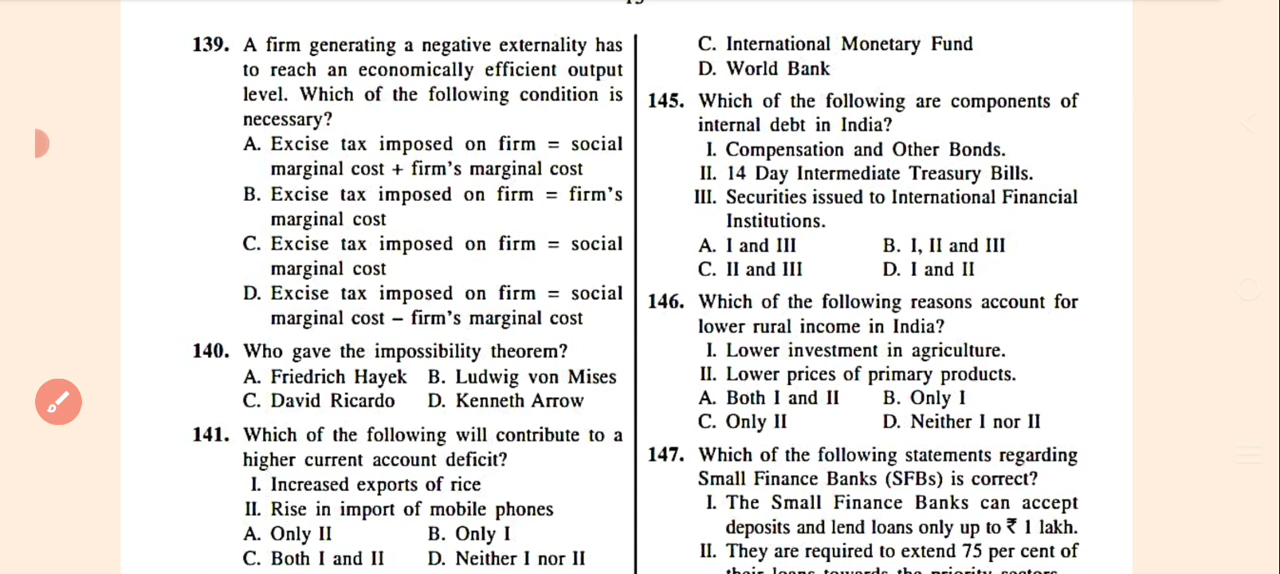 139. A firm generating a negative externality has
to reach an economically efficient output
level. Which of the following condition is
necessary?
A. Excise tax imposed on firm = social
marginal cost + firm's marginal cost
B. Excise tax imposed on firm = firm's
marginal cost
C. Excise tax imposed on firm = social
marginal cost
D. Excise tax imposed on firm = social
marginal cost – firm's marginal cost
140. Who gave the impossibility theorem?
A. Friedrich Hayek B. Ludwig von Mises
C. David Ricardo D. Kenneth Arrow
141. Which of the following will contribute to a
higher current account deficit?
I. Increased exports of rice
II. Rise in import of mobile phones
A. Only II B. Only I
C. Both I and II D. Neither I nor II
C. International Monetary Fund
D. World Bank
145. Which of the following are components of
internal debt in India?
I. Compensation and Other Bonds.
II. 14 Day Intermediate Treasury Bills.
III. Securities issued to International Financial
Institutions.
A. I and III B. I, II and III
C. II and III D. I and II
146. Which of the following reasons account for
lower rural income in India?
I. Lower investment in agriculture.
II. Lower prices of primary products.
A. Both I and II B. Only I
C. Only II D. Neither I nor II
147. Which of the following statements regarding
Small Finance Banks (SFBs) is correct?
I. The Small Finance Banks can accept
deposits and lend loans only up to ₹ 1 lakh.
II. They are required to extend 75 per cent of
their loans towards the priority sectors